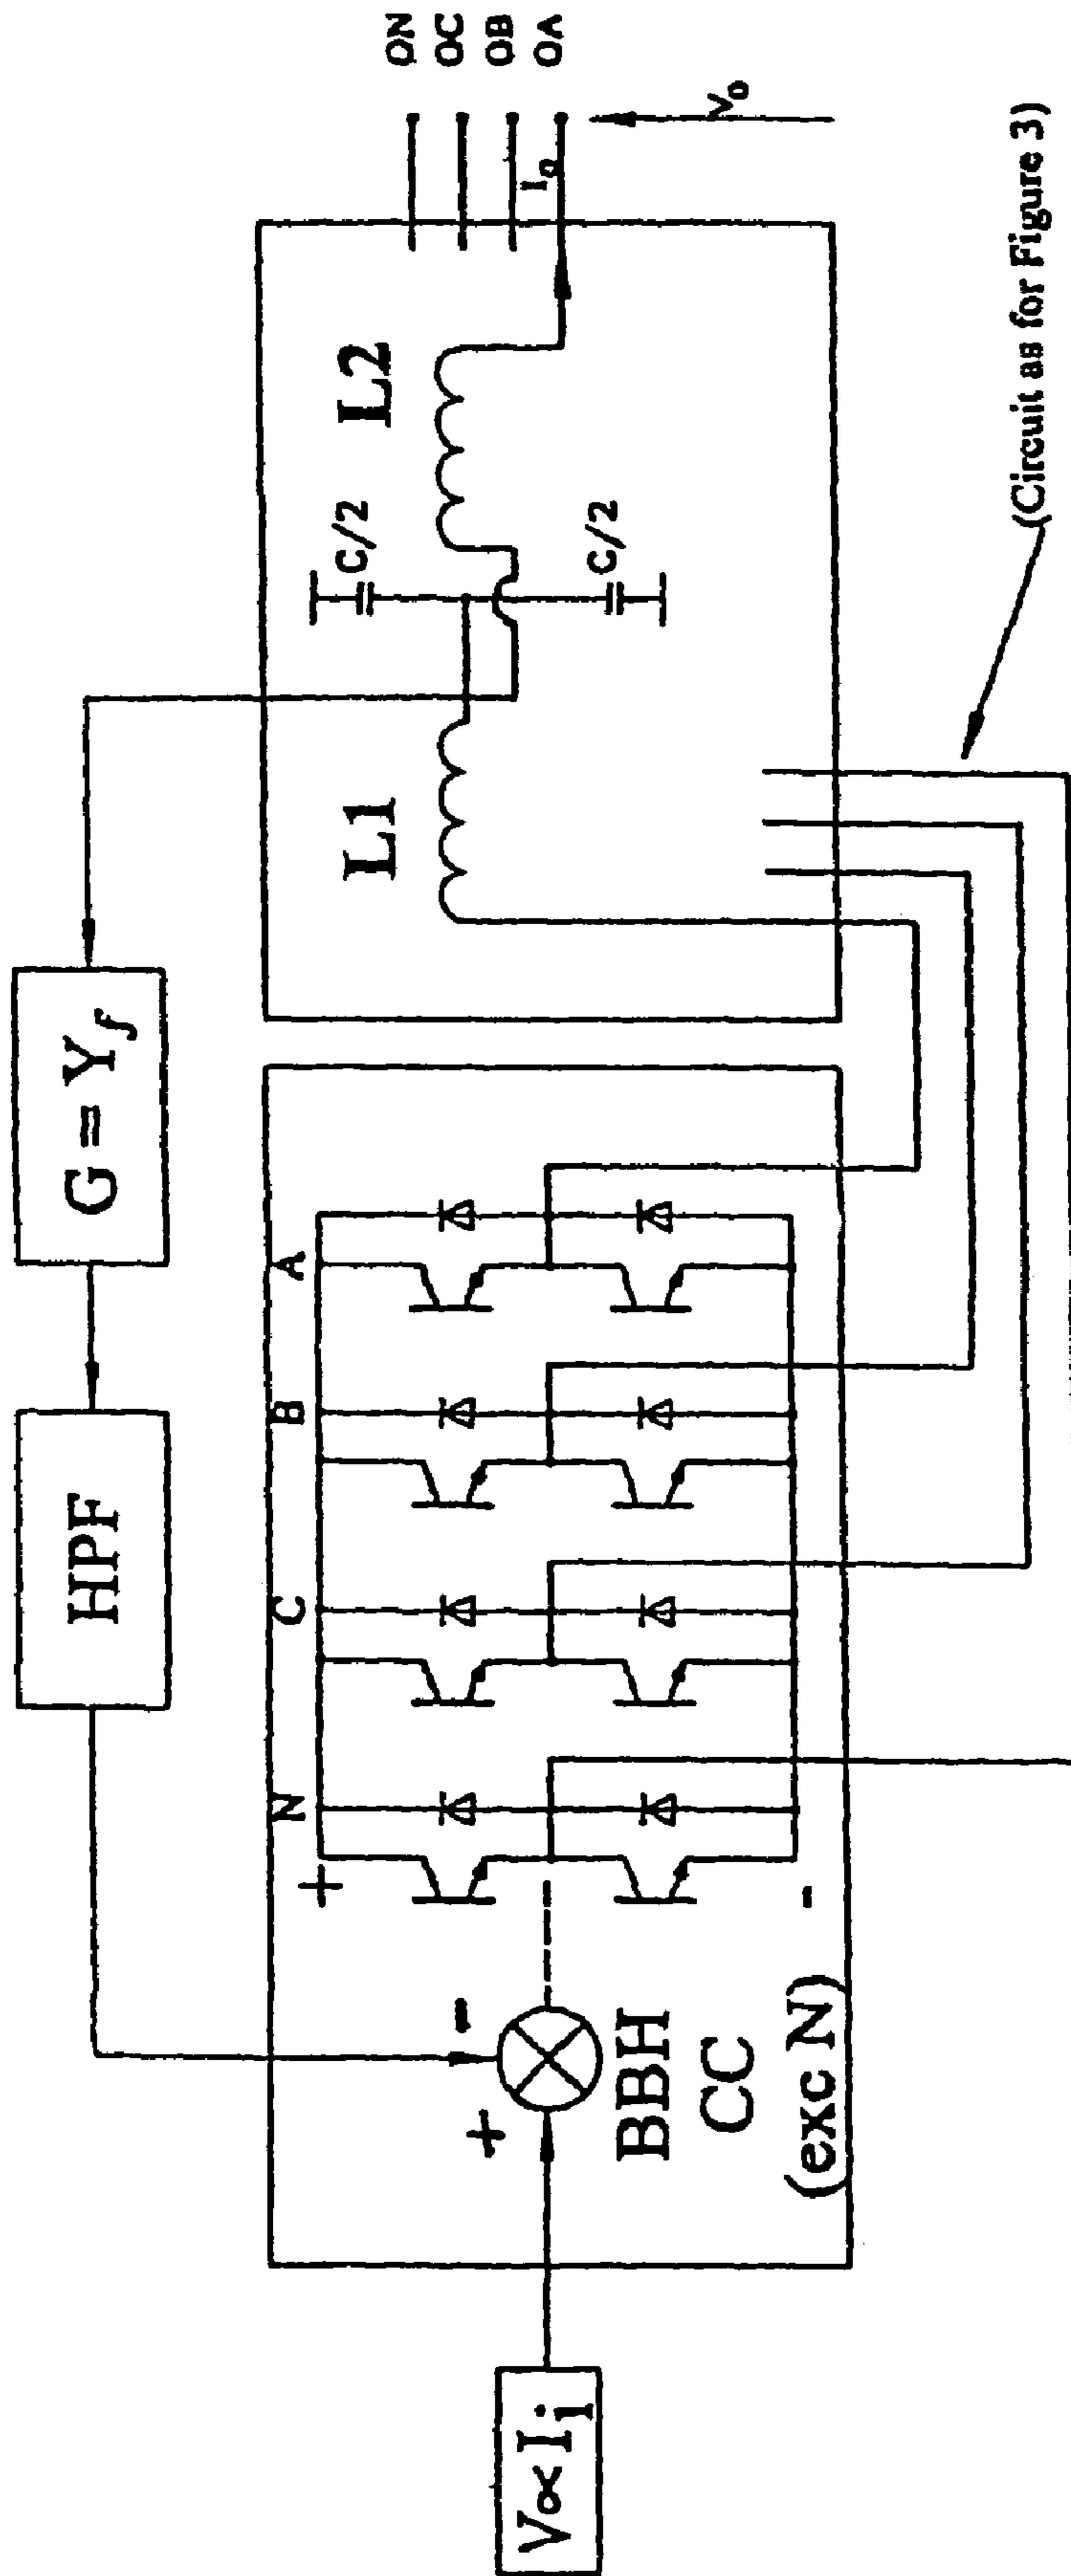 HPF
G = Yf
V∝Ii
+
-
BBH
CC
(exc N)
+
-
N
C
B
A
L1
L2
C/2
C/2
ON
OC
OB
OA
Io
Vo
(Circuit as for Figure 3)